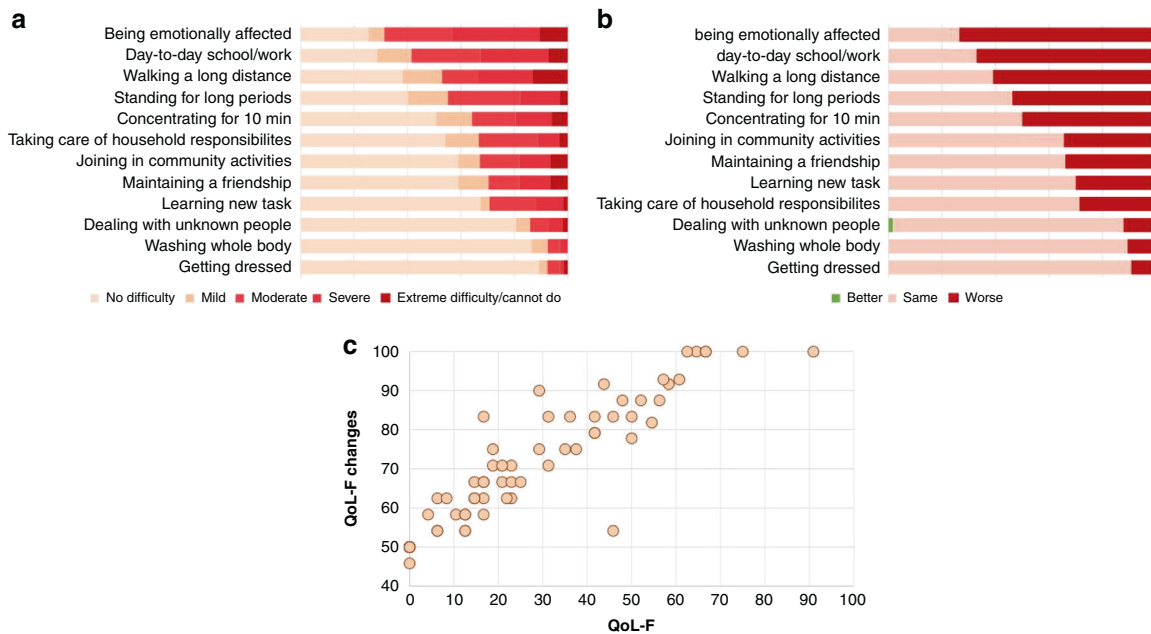 a
Being emotionally affected
Day-to-day school/work
Walking a long distance
Standing for long periods
Concentrating for 10 min
Taking care of household responsibilites
Joining in community activities
Maintaining a friendship
Learning new task
Dealing with unknown people
Washing whole body
Getting dressed
No difficulty Mild Moderate Severe Extreme difficulty/cannot do
b
being emotionally affected
day-to-day school/work
Walking a long distance
Standing for long periods
Concentrating for 10 min
Joining in community activities
Maintaining a friendship
Learning new task
Taking care of household responsibilites
Dealing with unknown people
Washing whole body
Getting dressed
Better Same Worse
c
QoL-F changes
100
90
80
70
60
50
40
0 10 20 30 40 50 60 70 80 90 100
QoL-F